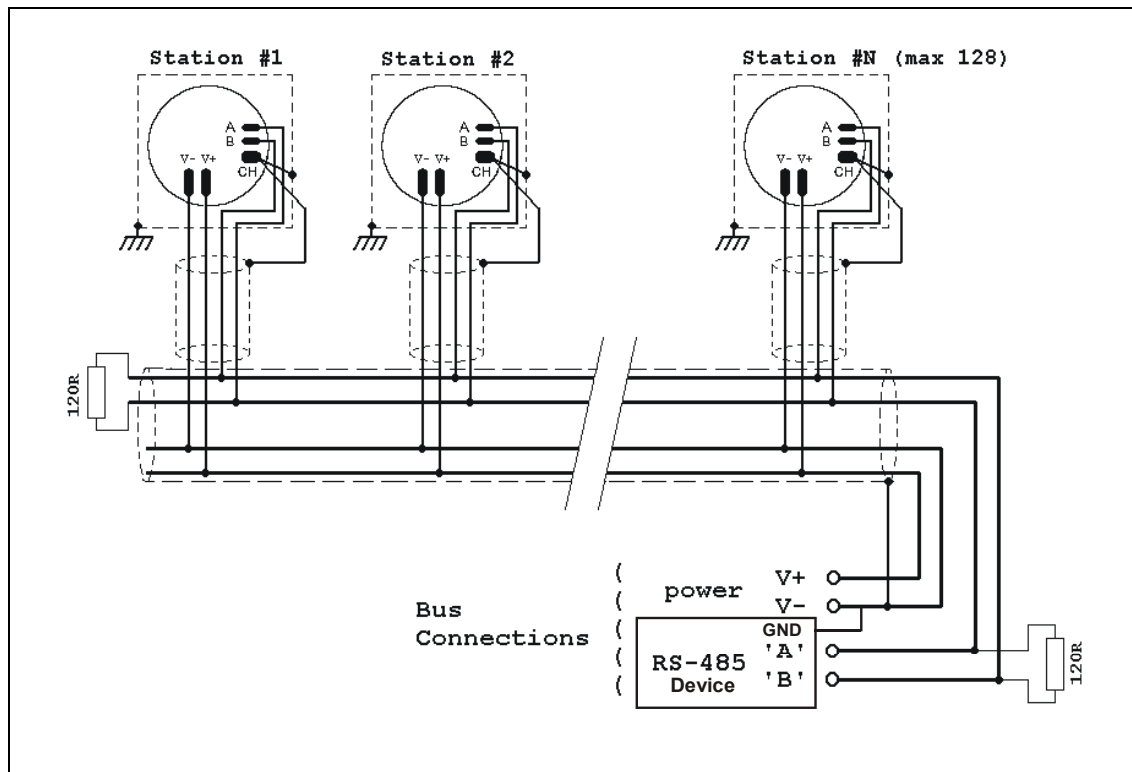 Station #1
Station #2
Station #N (max 128)
A
B
V- V+
CH
A
B
V- V+
CH
A
B
V- V+
CH
120R
Bus
Connections
power
V+
V-
GND
'A'
RS-485
Device
'B'
120R